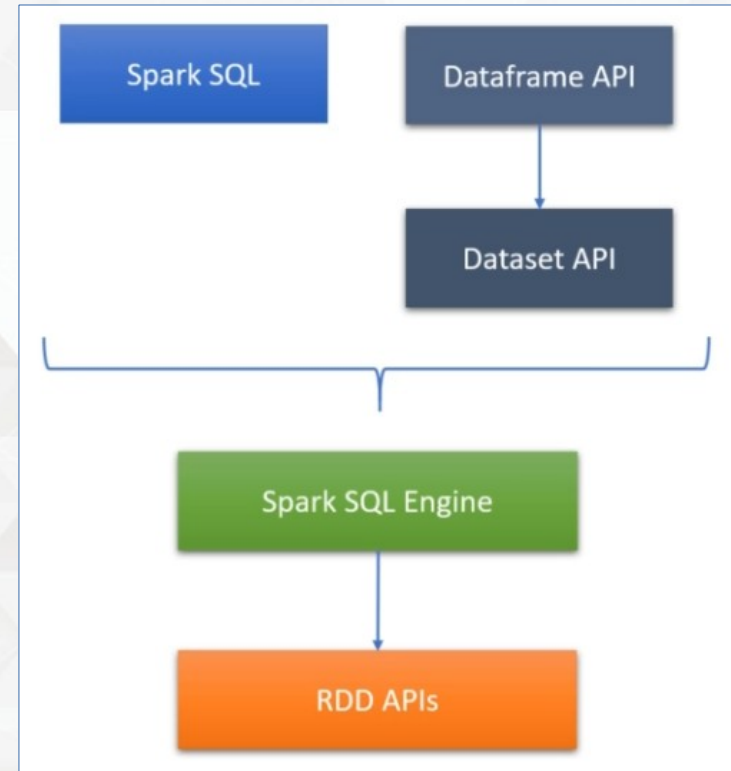 Spark SQL
Dataframe API
Dataset API
Spark SQL Engine
RDD APIs